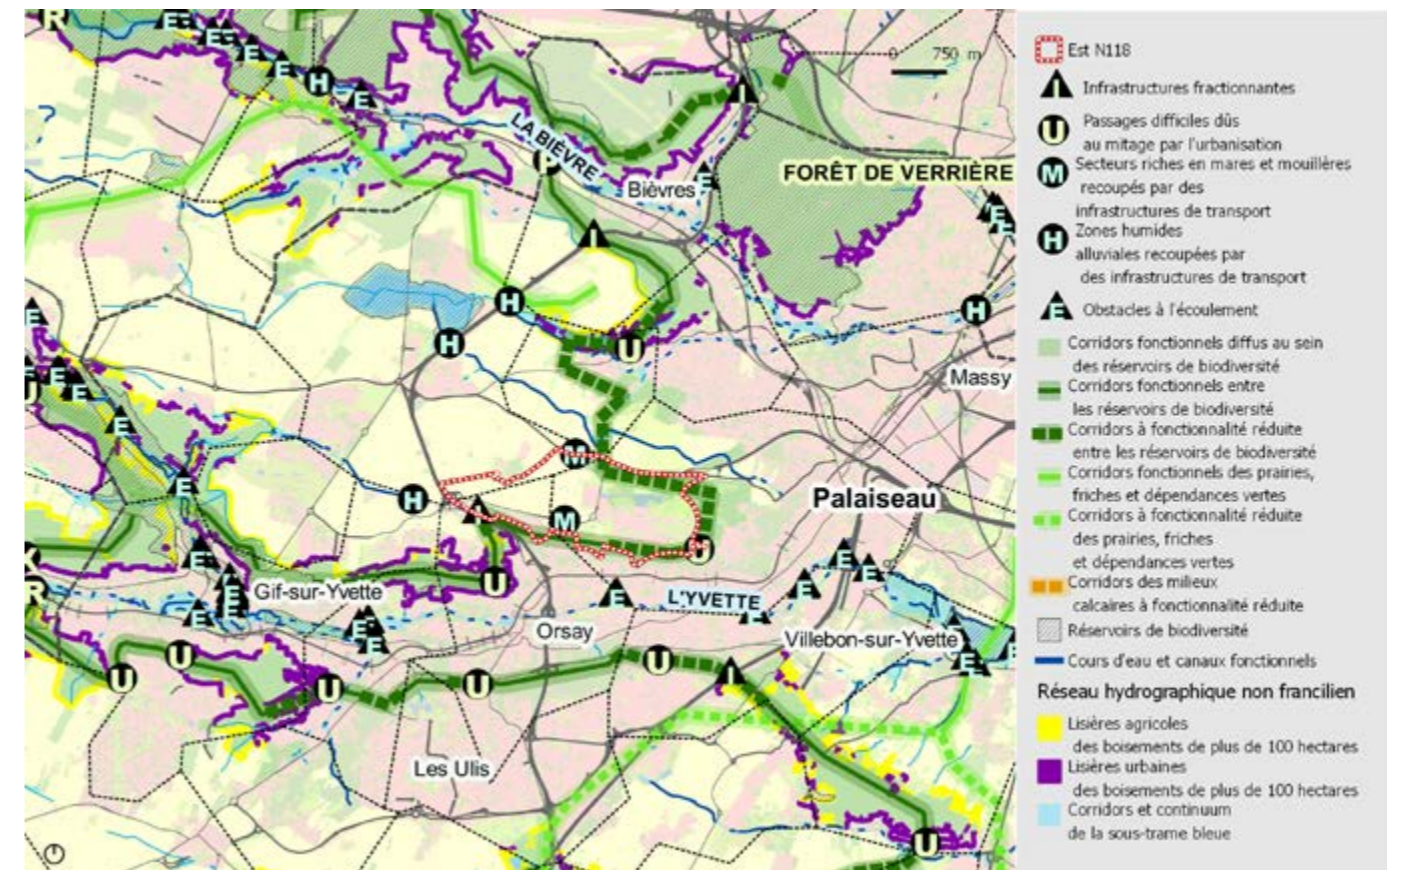 R
E
E
E
E
H
E
0 750 m
I
LA BIÈVRE
P
Bièvres
E
FORÊT DE VERRIÈRE
E
E
I
H
H
H
U
E
Massy
U
E
E
E
M
E
Palaiseau
H
I
M
U
X
R
E
E
E
E
E
E
Gif-sur-Yvette
U
E
E
E
E
E
L'YVETTE
E
Orsay
Villebon-sur-Yvette
E
E
E
U
U
U
U
U
I
Les Ulis
U
Est N118
I Infrastructures fractionnantes
U Passages difficiles dûs
au mitage par l'urbanisation
M Secteurs riches en mares et mouillères
recoupés par des
infrastructures de transport
H Zones humides
alluviales recoupées par
des infrastructures de transport
E Obstacles à l'écoulement
Corridors fonctionnels diffus au sein
des réservoirs de biodiversité
Corridors fonctionnels entre
les réservoirs de biodiversité
Corridors à fonctionnalité réduite
entre les réservoirs de biodiversité
Corridors fonctionnels des prairies,
friches et dépendances vertes
Corridors à fonctionnalité réduite
des prairies, friches
et dépendances vertes
Corridors des milieux
calcaires à fonctionnalité réduite
Réservoirs de biodiversité
Cours d'eau et canaux fonctionnels
Réseau hydrographique non francilien
Lisières agricoles
des boisements de plus de 100 hectares
Lisières urbaines
des boisements de plus de 100 hectares
Corridors et continuum
de la sous-trame bleue